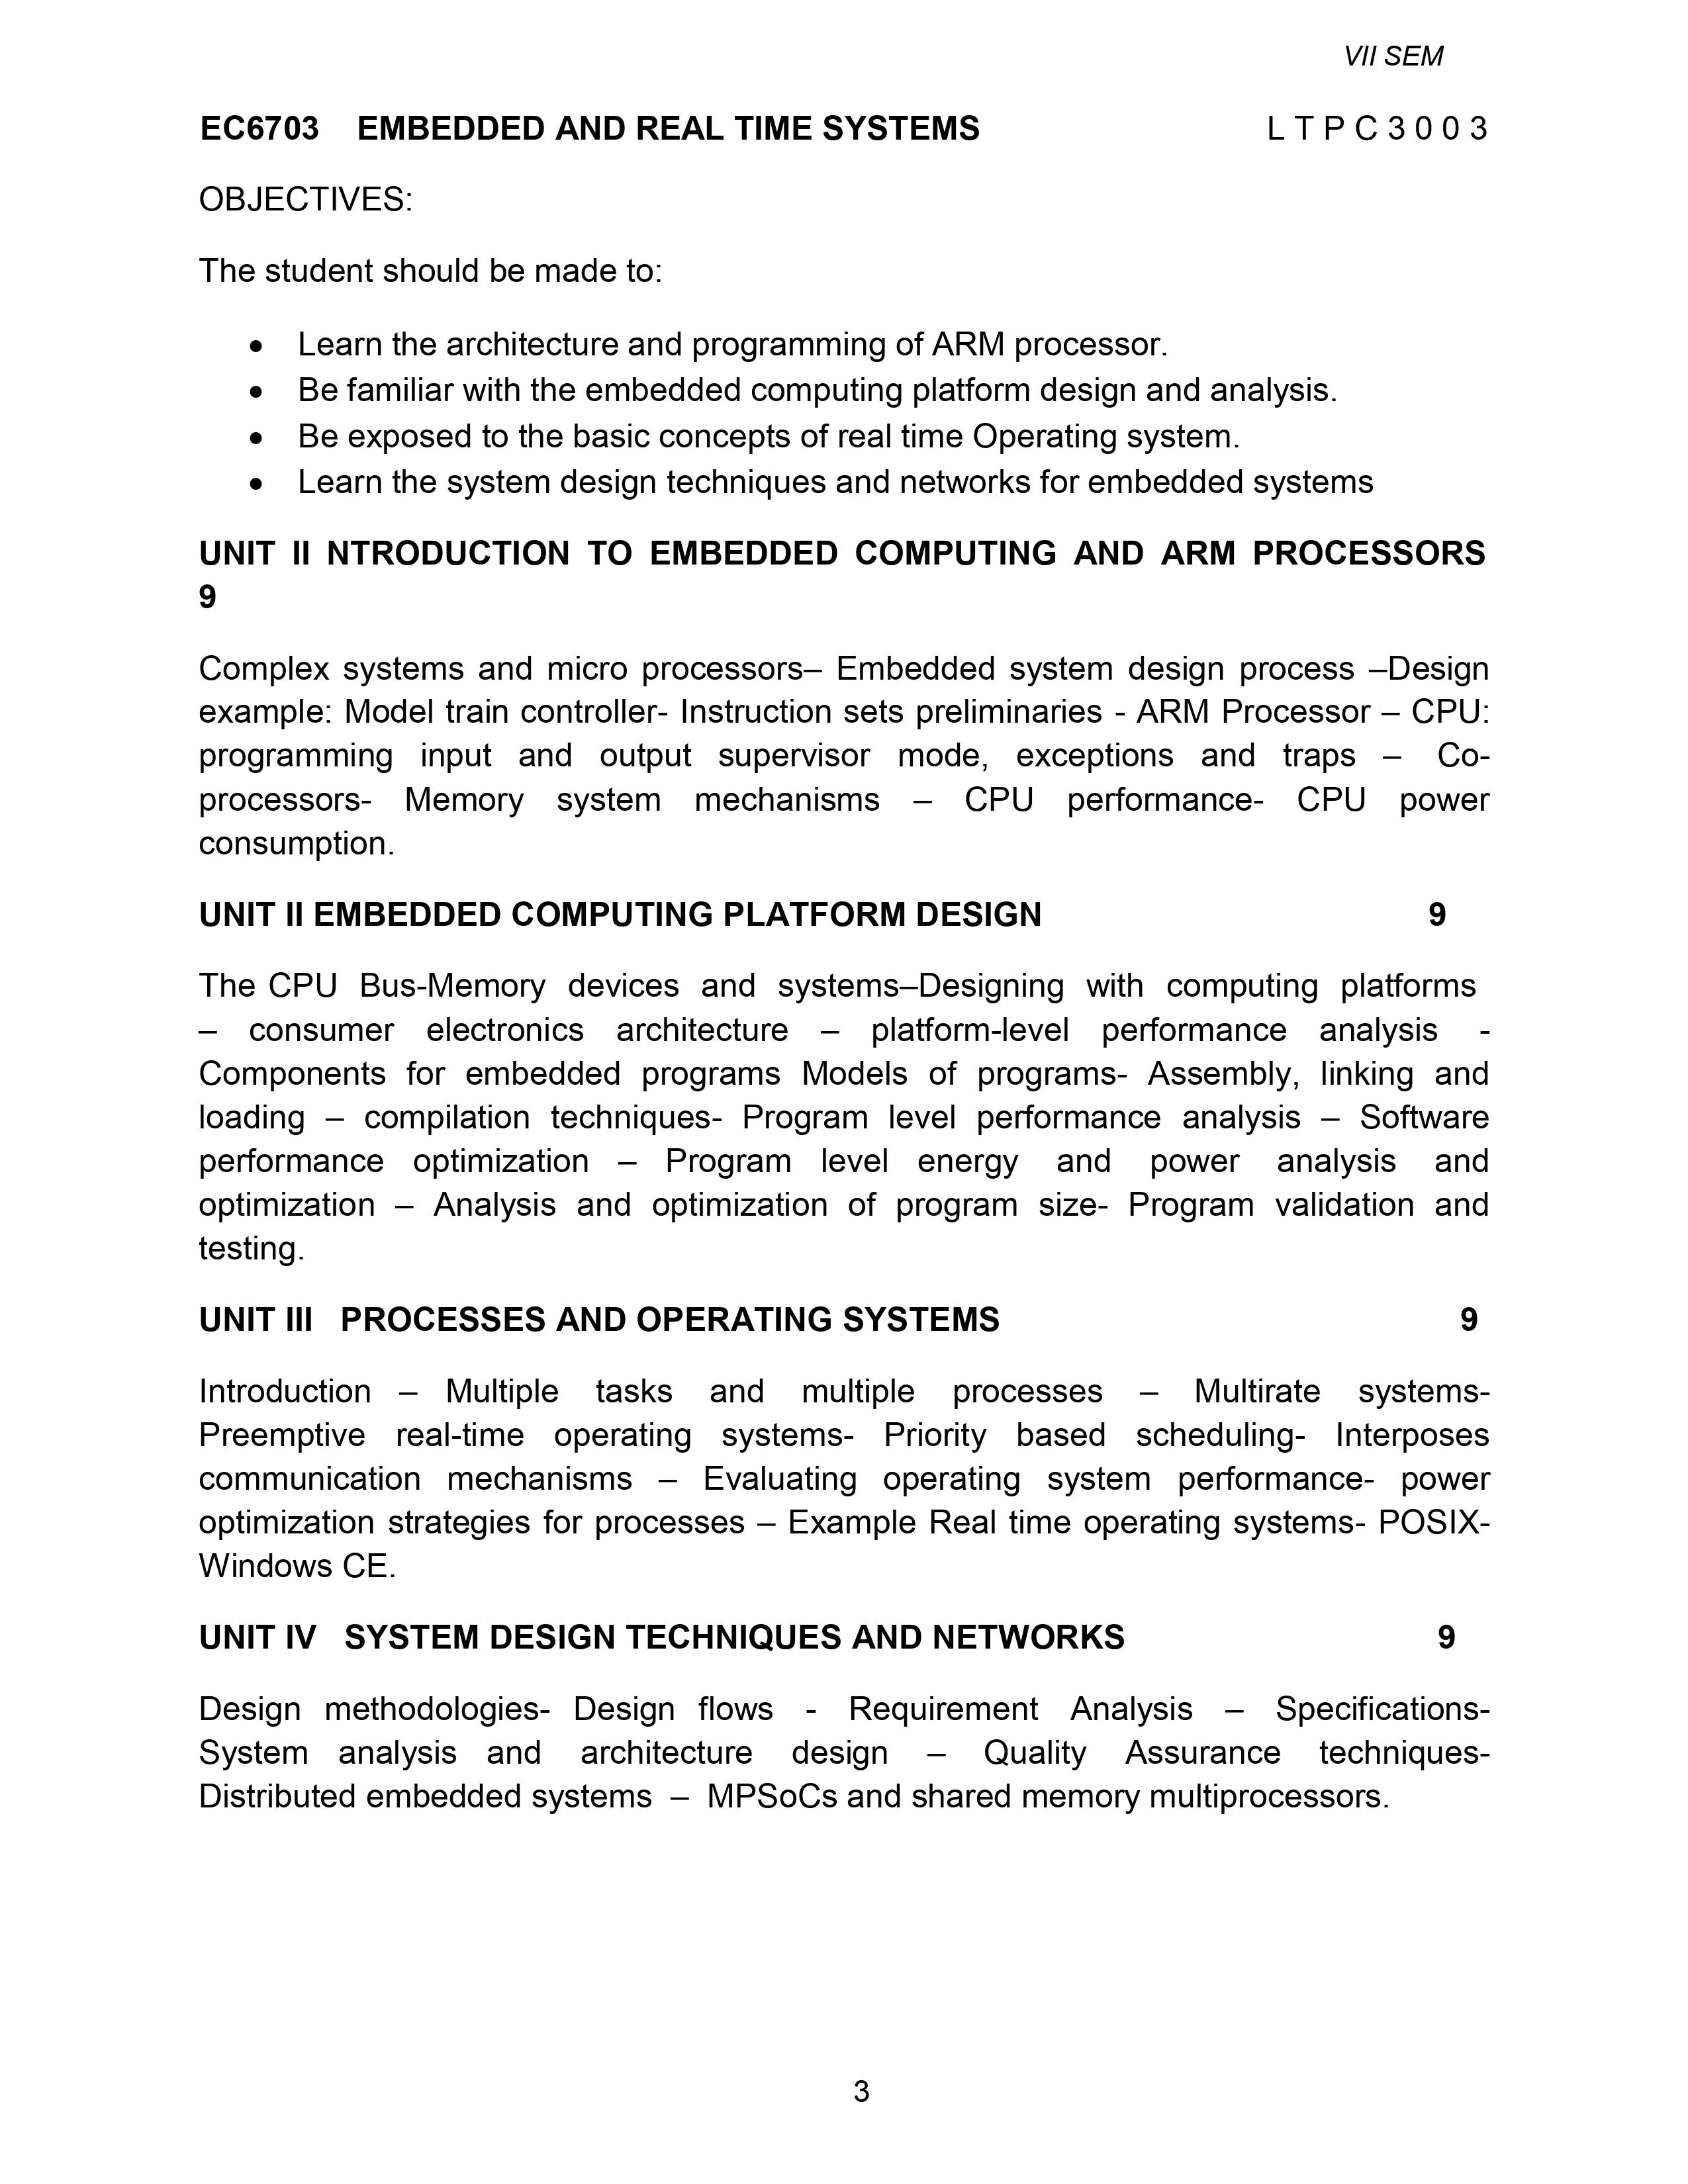 VII SEM
EC6703 EMBEDDED AND REAL TIME SYSTEMS L T P C 3 0 0 3
OBJECTIVES:
The student should be made to:
• Learn the architecture and programming of ARM processor.
• Be familiar with the embedded computing platform design and analysis.
• Be exposed to the basic concepts of real time Operating system.
• Learn the system design techniques and networks for embedded systems
UNIT II NTRODUCTION TO EMBEDDED COMPUTING AND ARM PROCESSORS
9
Complex systems and micro processors– Embedded system design process –Design
example: Model train controller- Instruction sets preliminaries - ARM Processor – CPU:
programming input and output supervisor mode, exceptions and traps – Co-
processors- Memory system mechanisms – CPU performance- CPU power
consumption.
UNIT II EMBEDDED COMPUTING PLATFORM DESIGN 9
The CPU Bus-Memory devices and systems–Designing with computing platforms
– consumer electronics architecture – platform-level performance analysis -
Components for embedded programs Models of programs- Assembly, linking and
loading – compilation techniques- Program level performance analysis – Software
performance optimization – Program level energy and power analysis and
optimization – Analysis and optimization of program size- Program validation and
testing.
UNIT III PROCESSES AND OPERATING SYSTEMS 9
Introduction – Multiple tasks and multiple processes – Multirate systems-
Preemptive real-time operating systems- Priority based scheduling- Interposes
communication mechanisms – Evaluating operating system performance- power
optimization strategies for processes – Example Real time operating systems- POSIX-
Windows CE.
UNIT IV SYSTEM DESIGN TECHNIQUES AND NETWORKS 9
Design methodologies- Design flows - Requirement Analysis – Specifications-
System analysis and architecture design – Quality Assurance techniques-
Distributed embedded systems – MPSoCs and shared memory multiprocessors.
3